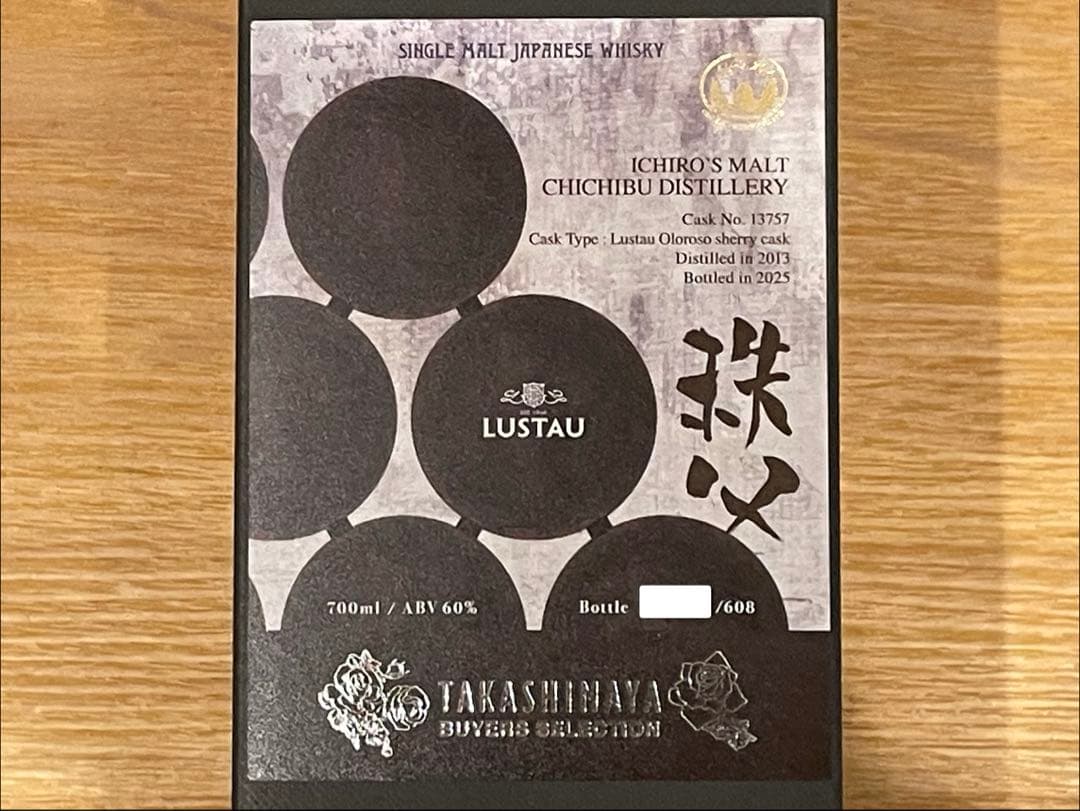 SINGLE MALT JAPANESE WHISKY
ICHIRO'S MALT
CHICHIBU DISTILLERY
Cask No. 13757
Cask Type : Lustau Oloroso sherry cask
Distilled in 2013
Bottled in 2025
秩父
LUSTAU
700ml / ABV 60%
Bottle /608
TAKASHIMAYA
BUYERS SELECTION